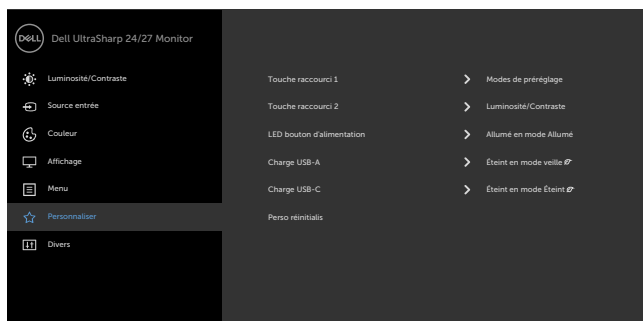 DELL Dell UltraSharp 24/27 Monitor
Luminosité/Contraste
Touche raccourci 1 Modes de préréglage
Source entrée
Touche raccourci 2 Luminosité/Contraste
Couleur
LED bouton d'alimentation Allumé en mode Allumé
Affichage
Charge USB-A Éteint en mode veille
Menu
Charge USB-C Éteint en mode Éteint
Personnaliser
Perso réinitialis
Divers